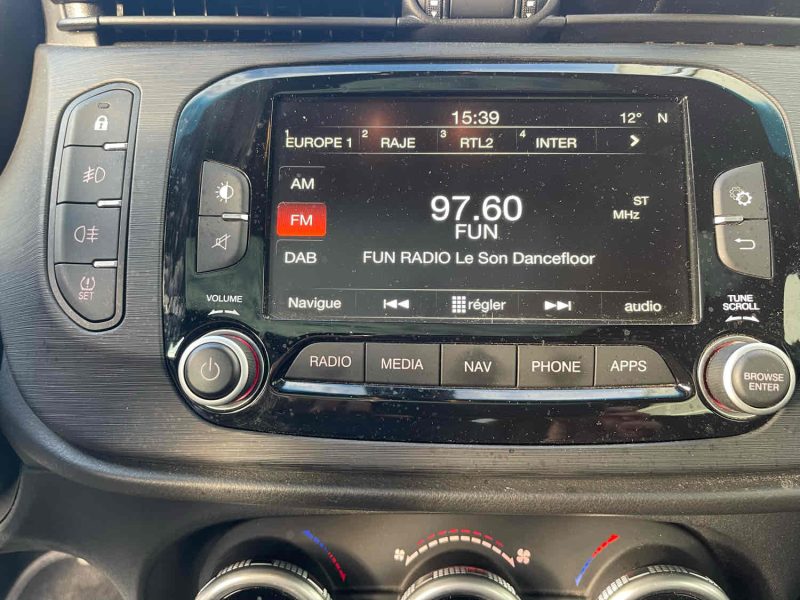 15:39 12° N
1 EUROPE 1 2 RAJE 3 RTL2 4 INTER
AM
FM
DAB
97.60
ST
MHz
FUN
FUN RADIO Le Son Dancefloor
Navigue régler audio
SET
VOLUME
TUNE
SCROLL
RADIO MEDIA NAV PHONE APPS
BROWSE
ENTER